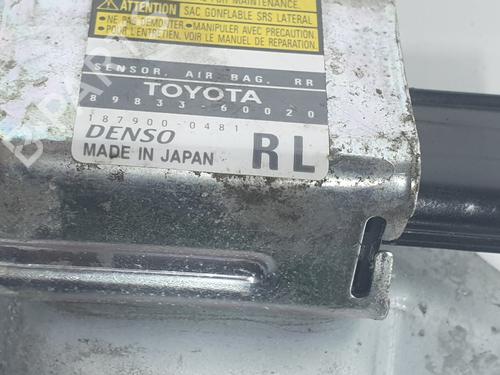 FOR MAINTENANCE.
ATTENTION SAC GONFLABLE SRS LATERAL
• NE PAS DEMONTER. • MANIPULER AVEC PRECAUTION.
• POUR L'ENTRETIEN, VOIR LE MANUEL DE REPARATION.
SENSOR, AIR BAG, RR
TOYOTA
89833-60020
187900-0481
DENSO
MADE IN JAPAN
RL